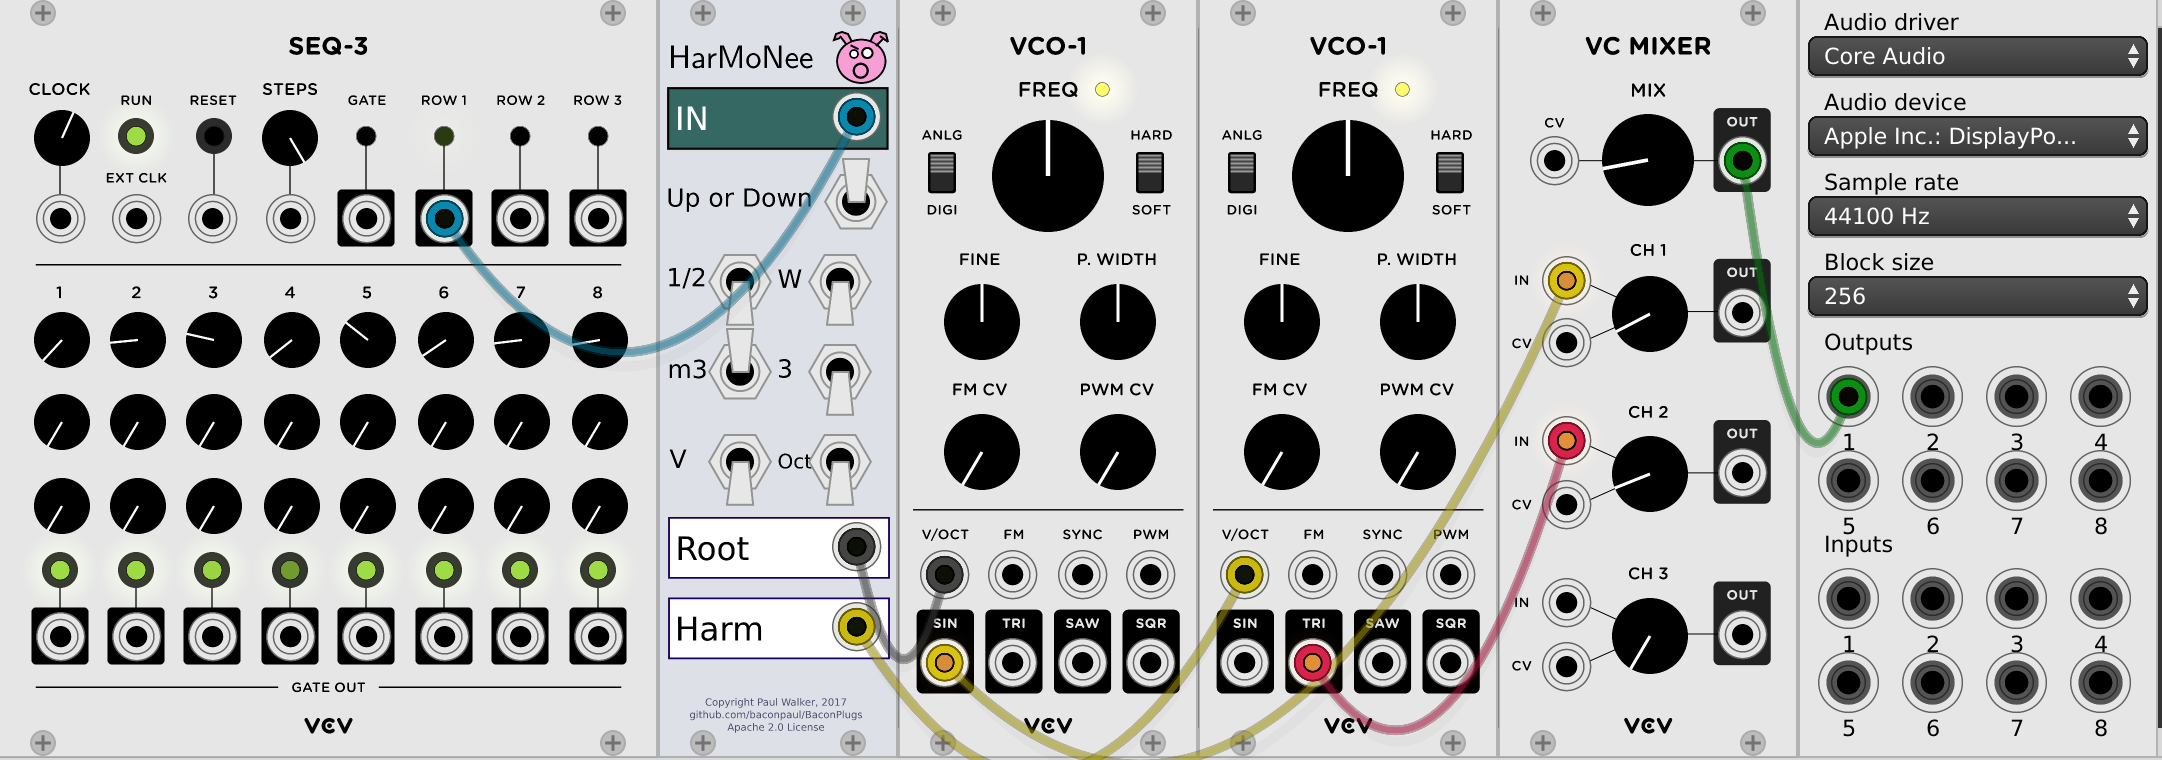 SEQ-3
CLOCK
RUN
RESET
STEPS
GATE
ROW 1
ROW 2
ROW 3
EXT CLK
1 2 3 4 5 6 7 8
GATE OUT
VCV
HarMoNee
IN
Up or Down
1/2 W
m3 3
V Oct
Root
Harm
Copyright Paul Walker, 2017
github.com/baconpaul/BaconPlugs
Apache 2.0 License
VCO-1
FREQ
ANLG HARD
DIGI SOFT
FINE P. WIDTH
FM CV PWM CV
V/OCT FM SYNC PWM
SIN TRI SAW SQR
VCV
VCO-1
FREQ
ANLG HARD
DIGI SOFT
FINE P. WIDTH
FM CV PWM CV
V/OCT FM SYNC PWM
SIN TRI SAW SQR
VCV
VC MIXER
MIX
CV OUT
CH 1
IN OUT
CV
CH 2
IN OUT
CV
CH 3
IN OUT
CV
VCV
Audio driver
Core Audio
Audio device
Apple Inc.: DisplayPo...
Sample rate
44100 Hz
Block size
256
Outputs
1 2 3 4
5 6 7 8
Inputs
1 2 3 4
5 6 7 8